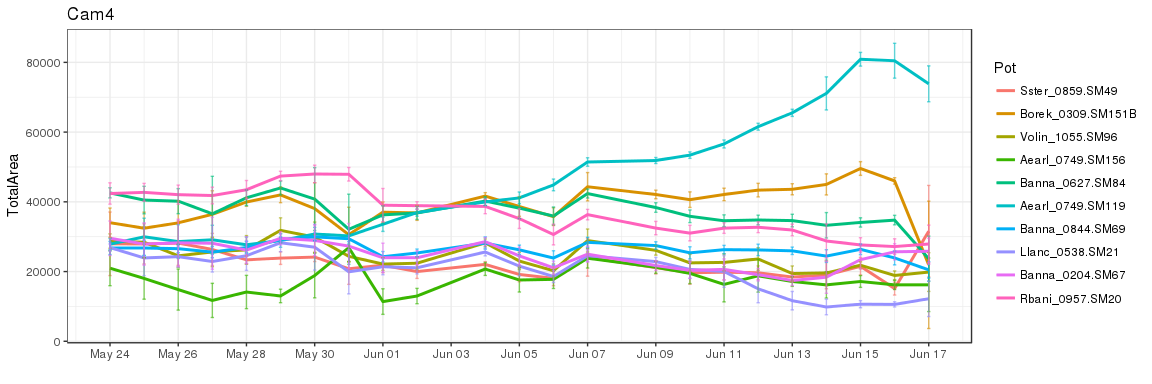 Cam4
TotalArea
80000
60000
40000
20000
0
May 24 May 26 May 28 May 30 Jun 01 Jun 03 Jun 05 Jun 07 Jun 09 Jun 11 Jun 13 Jun 15 Jun 17
Pot
Sster_0859.SM49
Borek_0309.SM151B
Volin_1055.SM96
Aearl_0749.SM156
Banna_0627.SM84
Aearl_0749.SM119
Banna_0844.SM69
Llanc_0538.SM21
Banna_0204.SM67
Rbani_0957.SM20